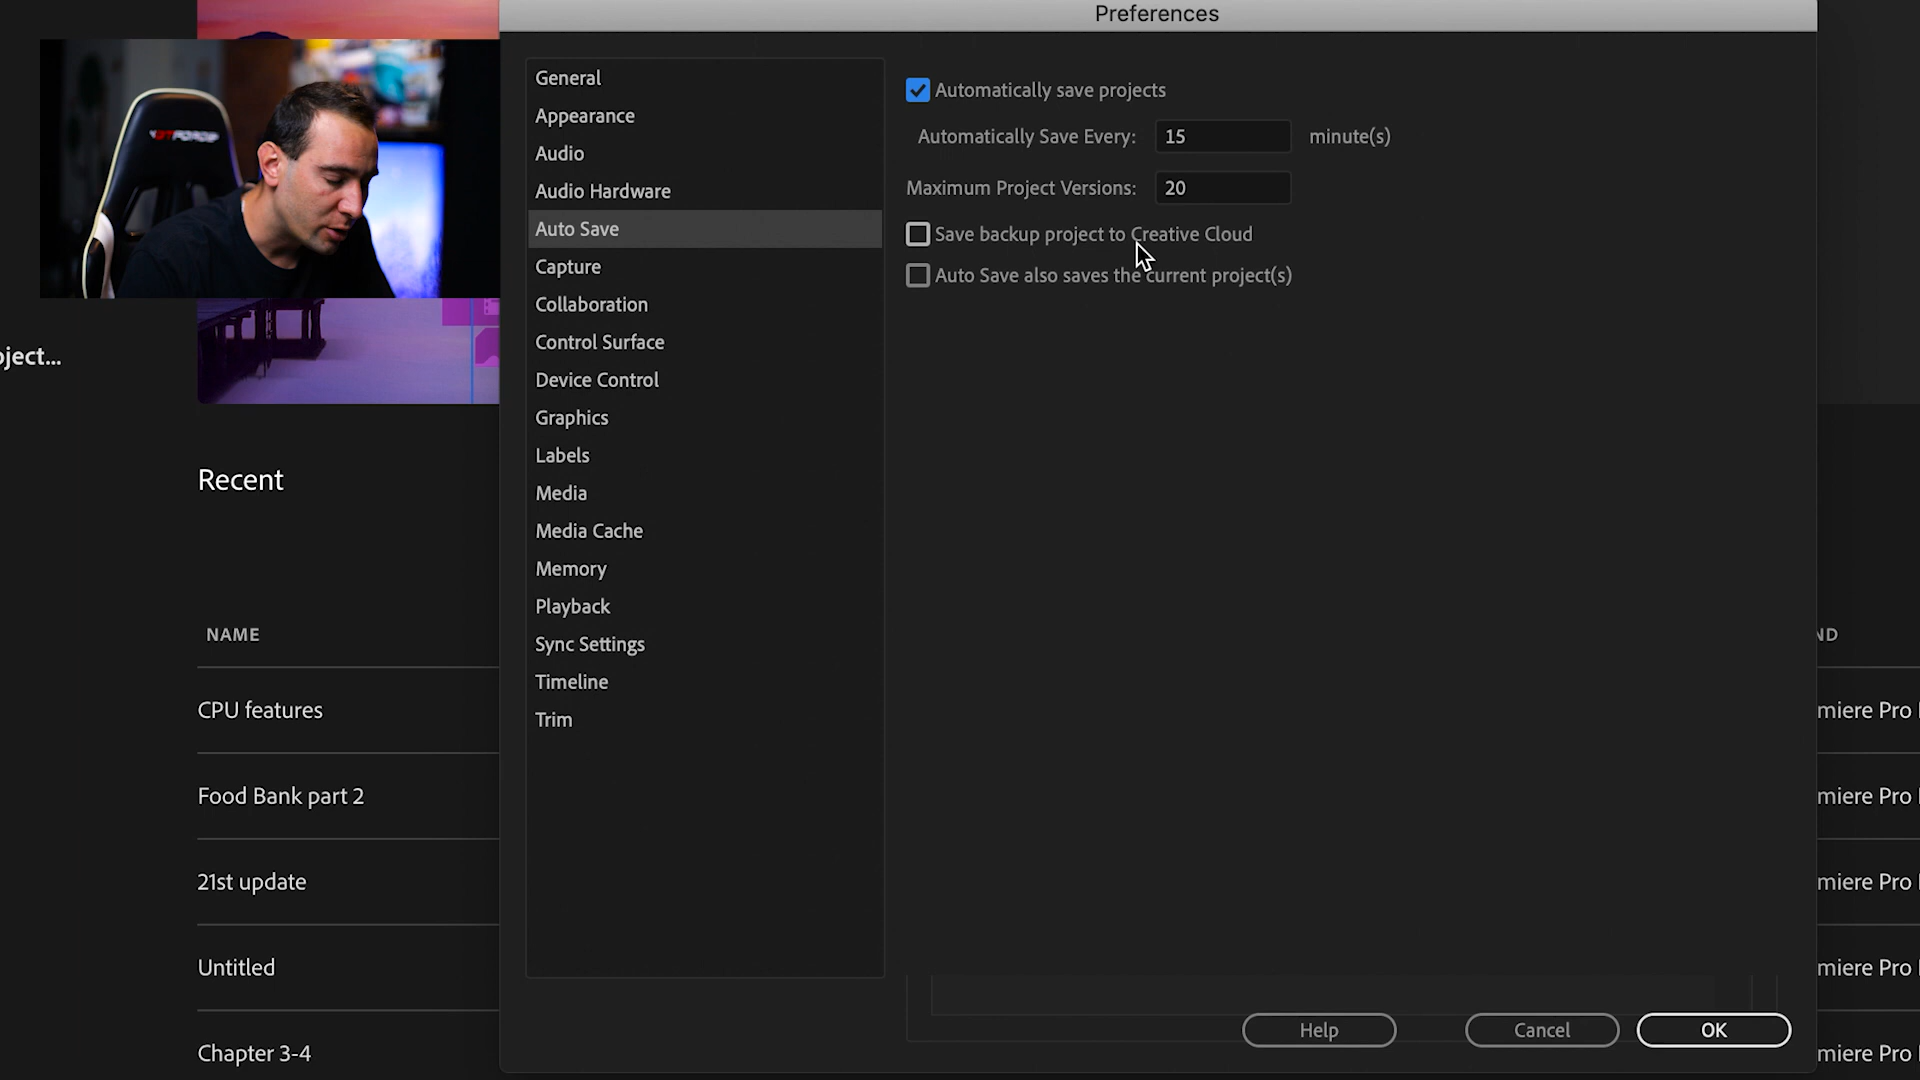 Preferences
General
Appearance
Audio
Audio Hardware
Auto Save
Capture
Collaboration
Control Surface
Device Control
Graphics
Labels
Media
Media Cache
Memory
Playback
Sync Settings
Timeline
Trim
Automatically save projects
Automatically Save Every: 15 minute(s)
Maximum Project Versions: 20
Save backup project to Creative Cloud
Auto Save also saves the current project(s)
Help
Cancel
OK
oject...
Recent
NAME
ND
CPU features
miere Pro
Food Bank part 2
miere Pro
21st update
miere Pro
Untitled
miere Pro
Chapter 3-4
miere Pro